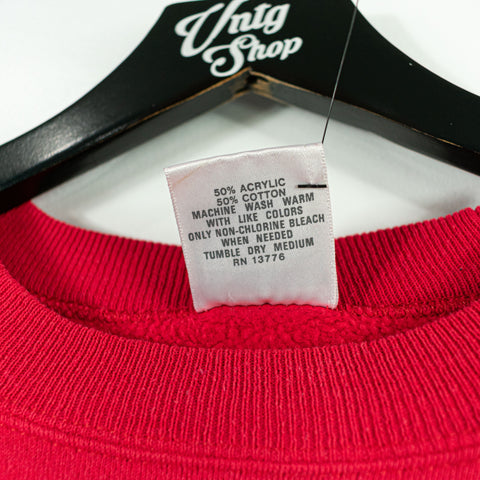 Vntg
Shop
50% ACRYLIC
50% COTTON
MACHINE WASH WARM
WITH LIKE COLORS
ONLY NON-CHLORINE BLEACH
WHEN NEEDED
TUMBLE DRY MEDIUM
RN 13776